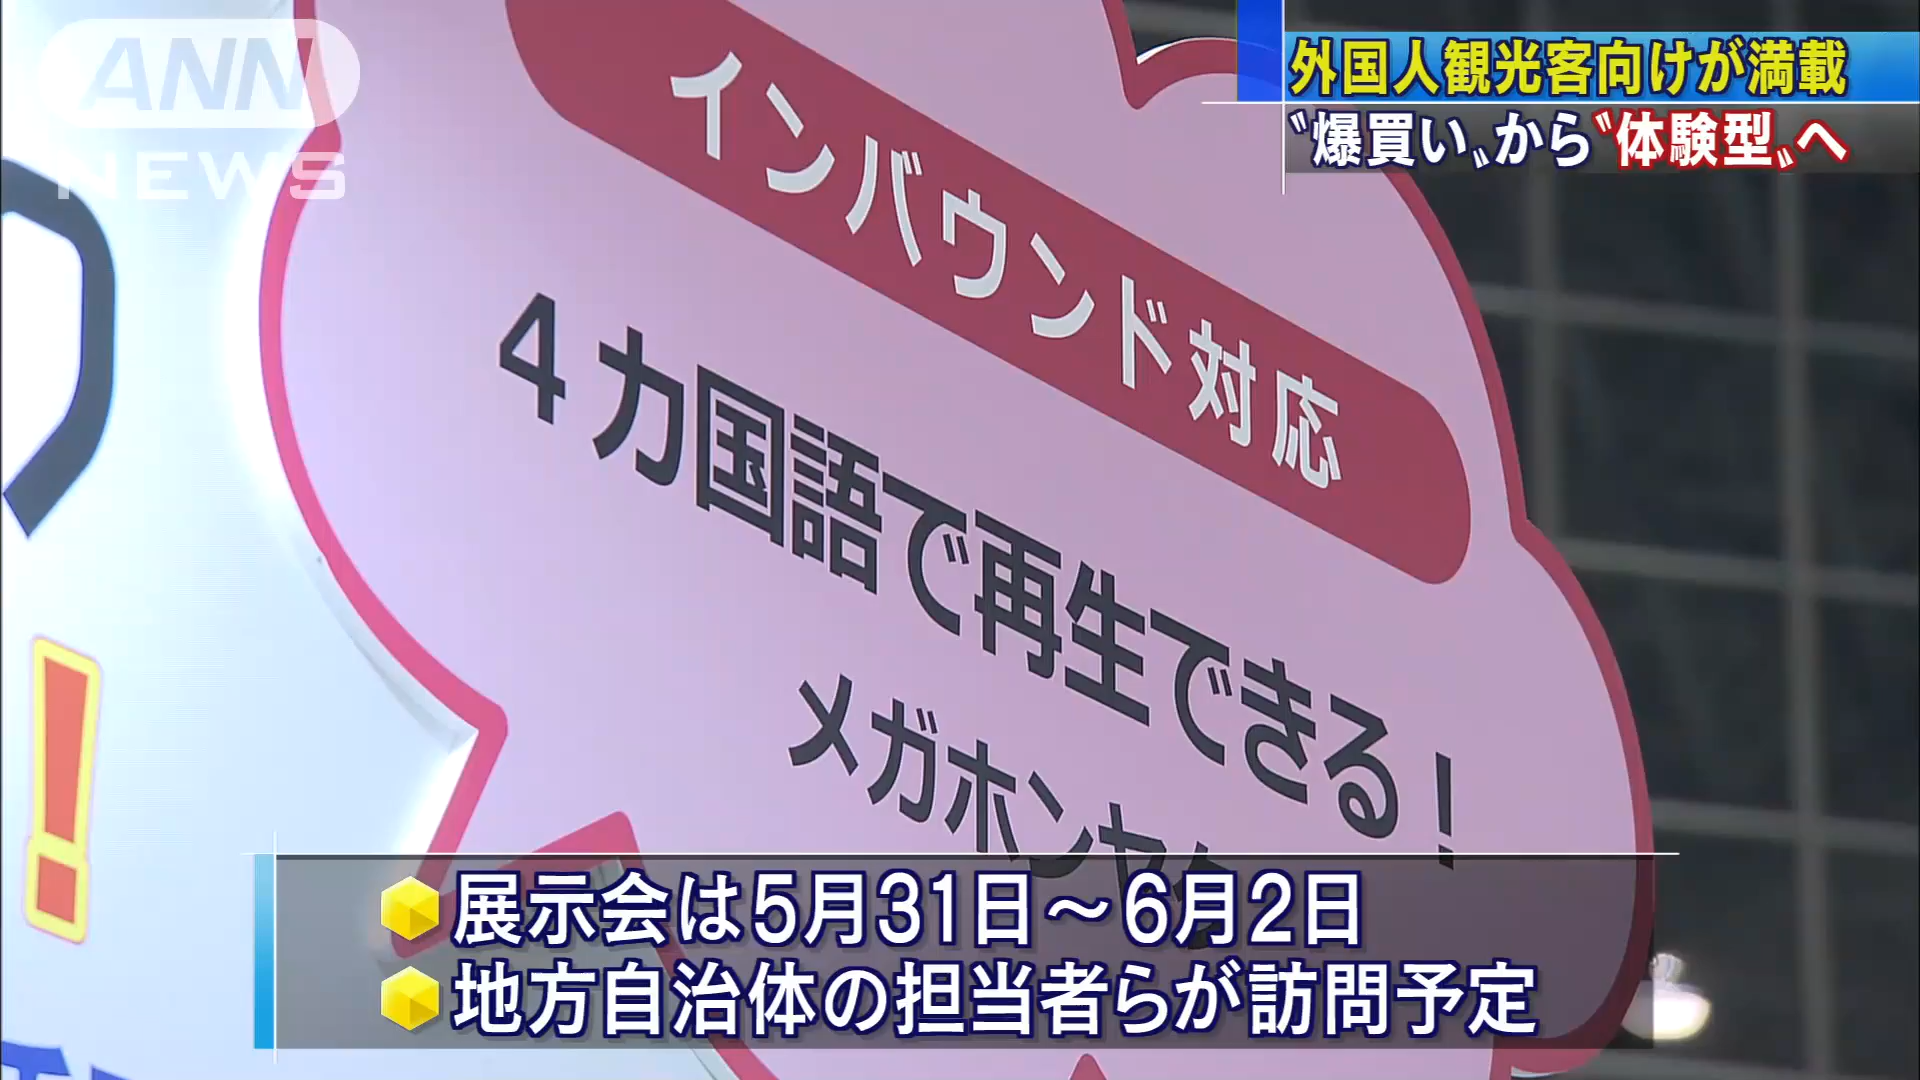 ANN
NEWS
外国人観光客向けが満載
〝爆買い〟から〝体験型〟へ
インバウンド対応
4カ国語で再生できる!
メガホンヤク
!
展示会は5月31日～6月2日
地方自治体の担当者らが訪問予定